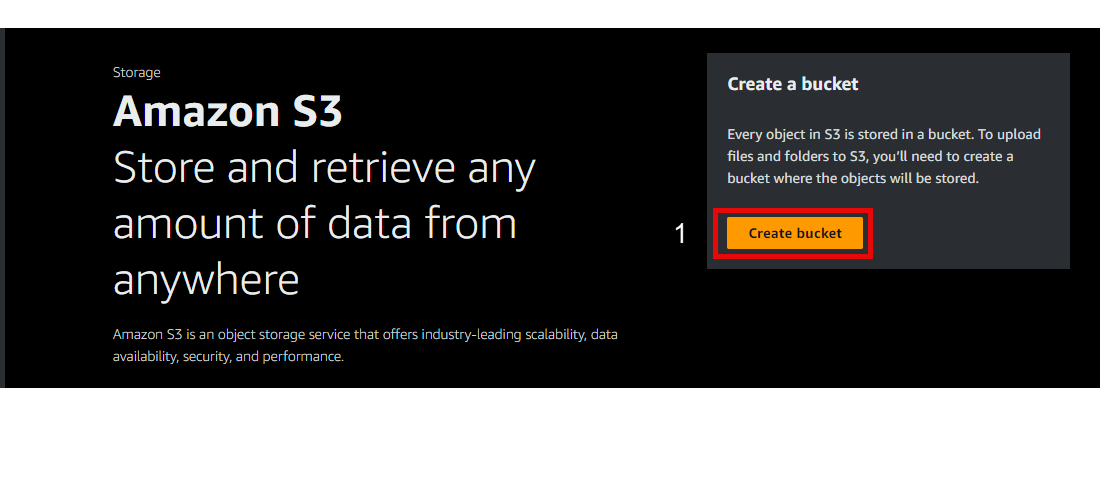 Storage
Amazon S3
Store and retrieve any
amount of data from
anywhere
Amazon S3 is an object storage service that offers industry-leading scalability, data
availability, security, and performance.
Create a bucket
Every object in S3 is stored in a bucket. To upload
files and folders to S3, you’ll need to create a
bucket where the objects will be stored.
1
Create bucket